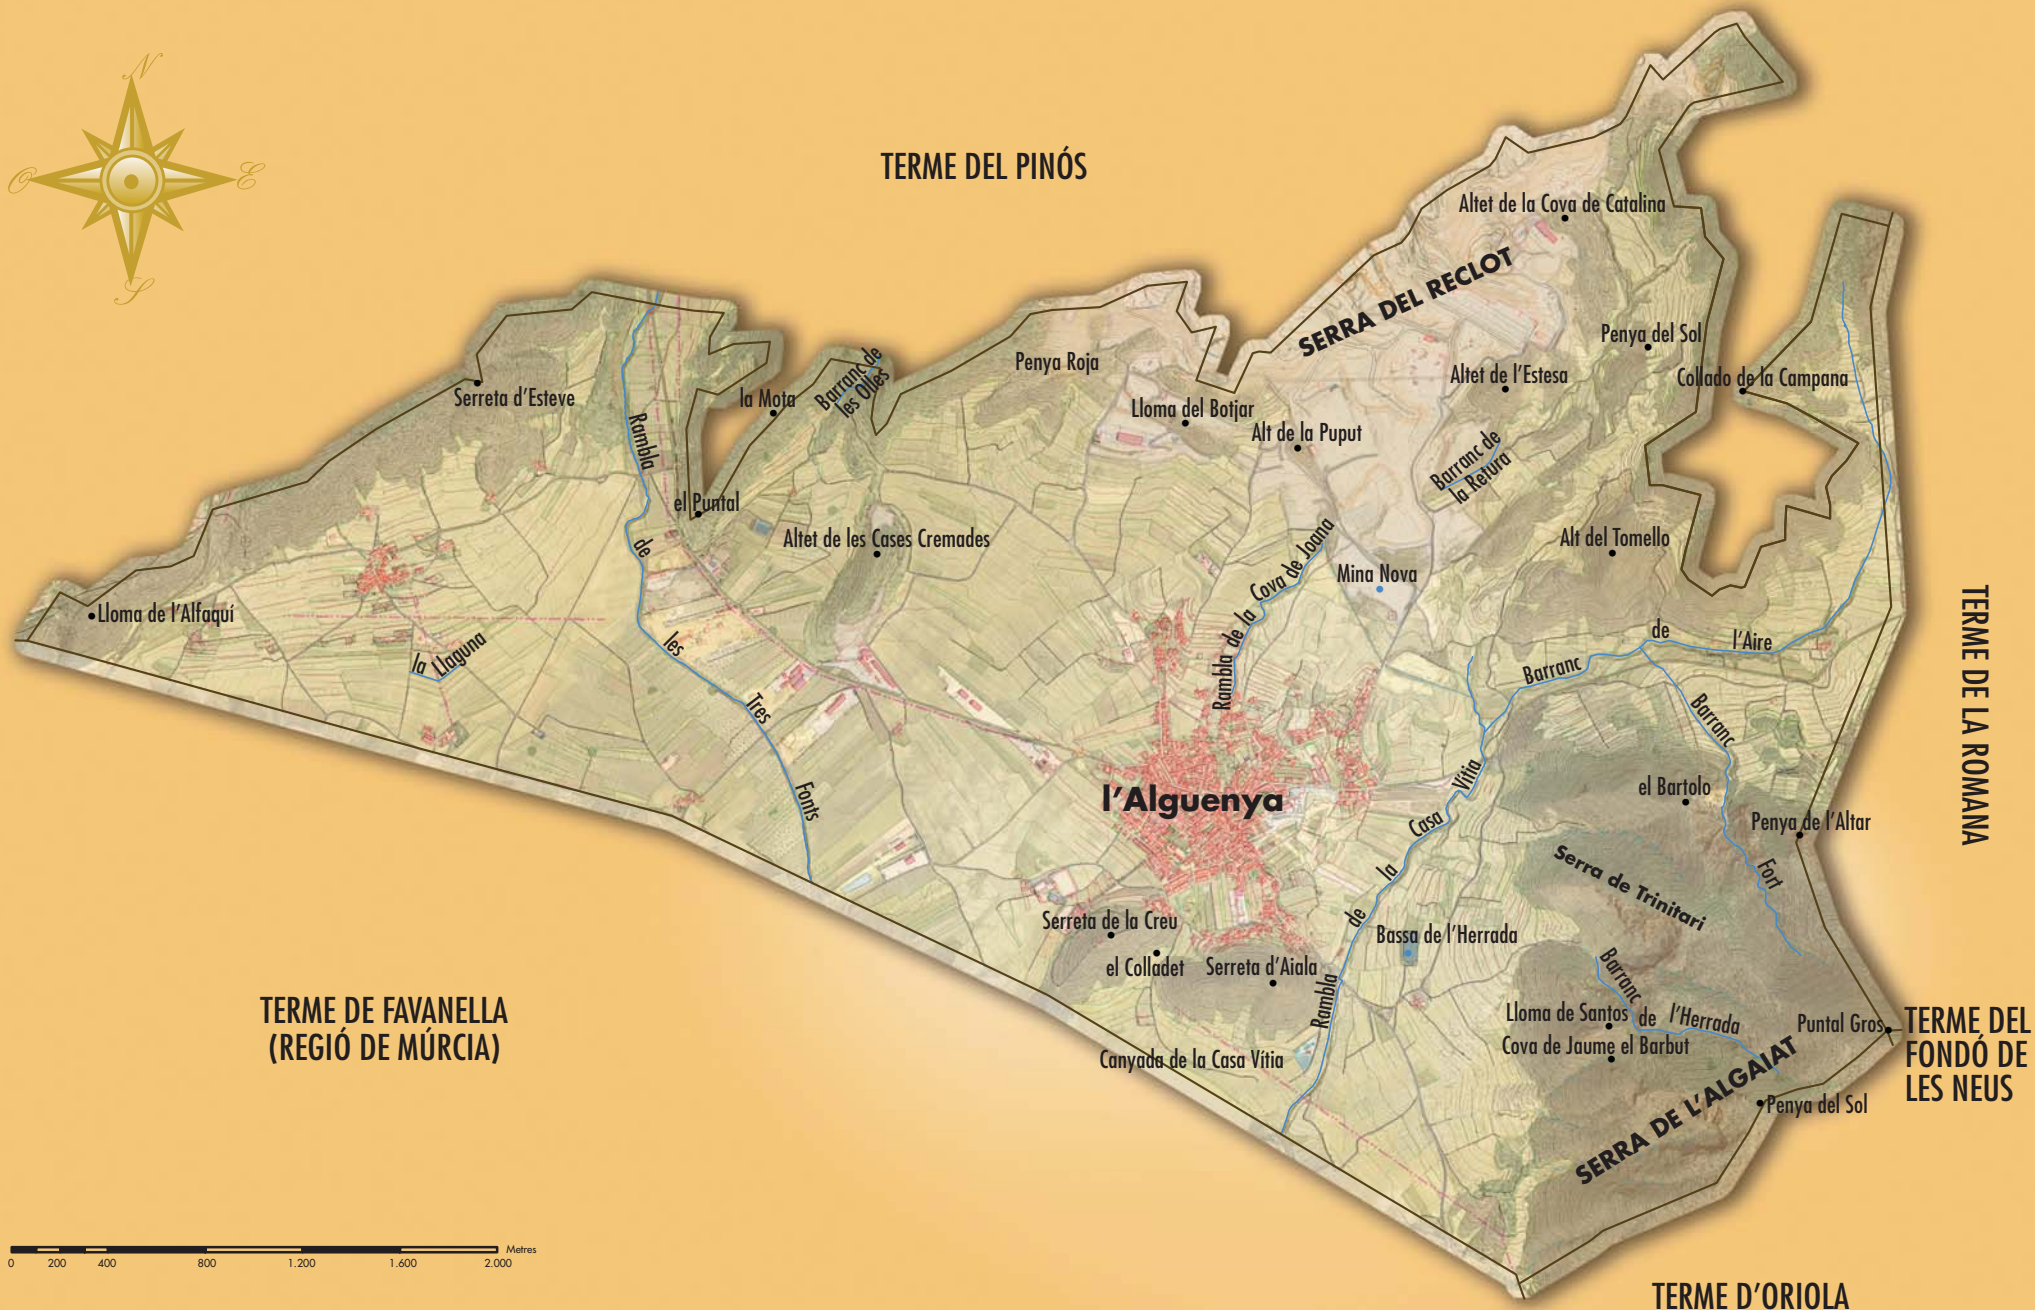 N
O
E
S
TERME DEL PINÓS
Altet de la Cova de Catalina
SERRA DEL RECLOT
Penya del Sol
Penya Roja
Altet de l'Estesa
Collado de la Campana
Serreta d'Esteve
la Mota
Barranc de
les Olles
Lloma del Botjar
Alt de la Puput
Barranc de
la Retura
el Puntal
Altet de les Cases Cremades
Alt del Tomello
Mina Nova
Rambla de la Cova de Joana
Rambla de les Tres Fonts
Lloma de l'Alfaquí
la Llaguna
Barranc de l'Aire
Barranc Fort
TERME DE LA ROMANA
l'Alguenya
el Bartolo
Penya de l'Altar
Serra de Trinitari
Rambla de la Casa Vítia
Serreta de la Creu
el Colladet
Serreta d'Aiala
Bassa de l'Herrada
Barranc de l'Herrada
Lloma de Santos
Cova de Jaume el Barbut
Puntal Gros
TERME DEL
FONDÓ DE
LES NEUS
TERME DE FAVANELLA
(REGIÓ DE MÚRCIA)
Canyada de la Casa Vítia
SERRA DE L'ALGAIAT
Penya del Sol
Metres
0 200 400 800 1.200 1.600 2.000
TERME D'ORIOLA